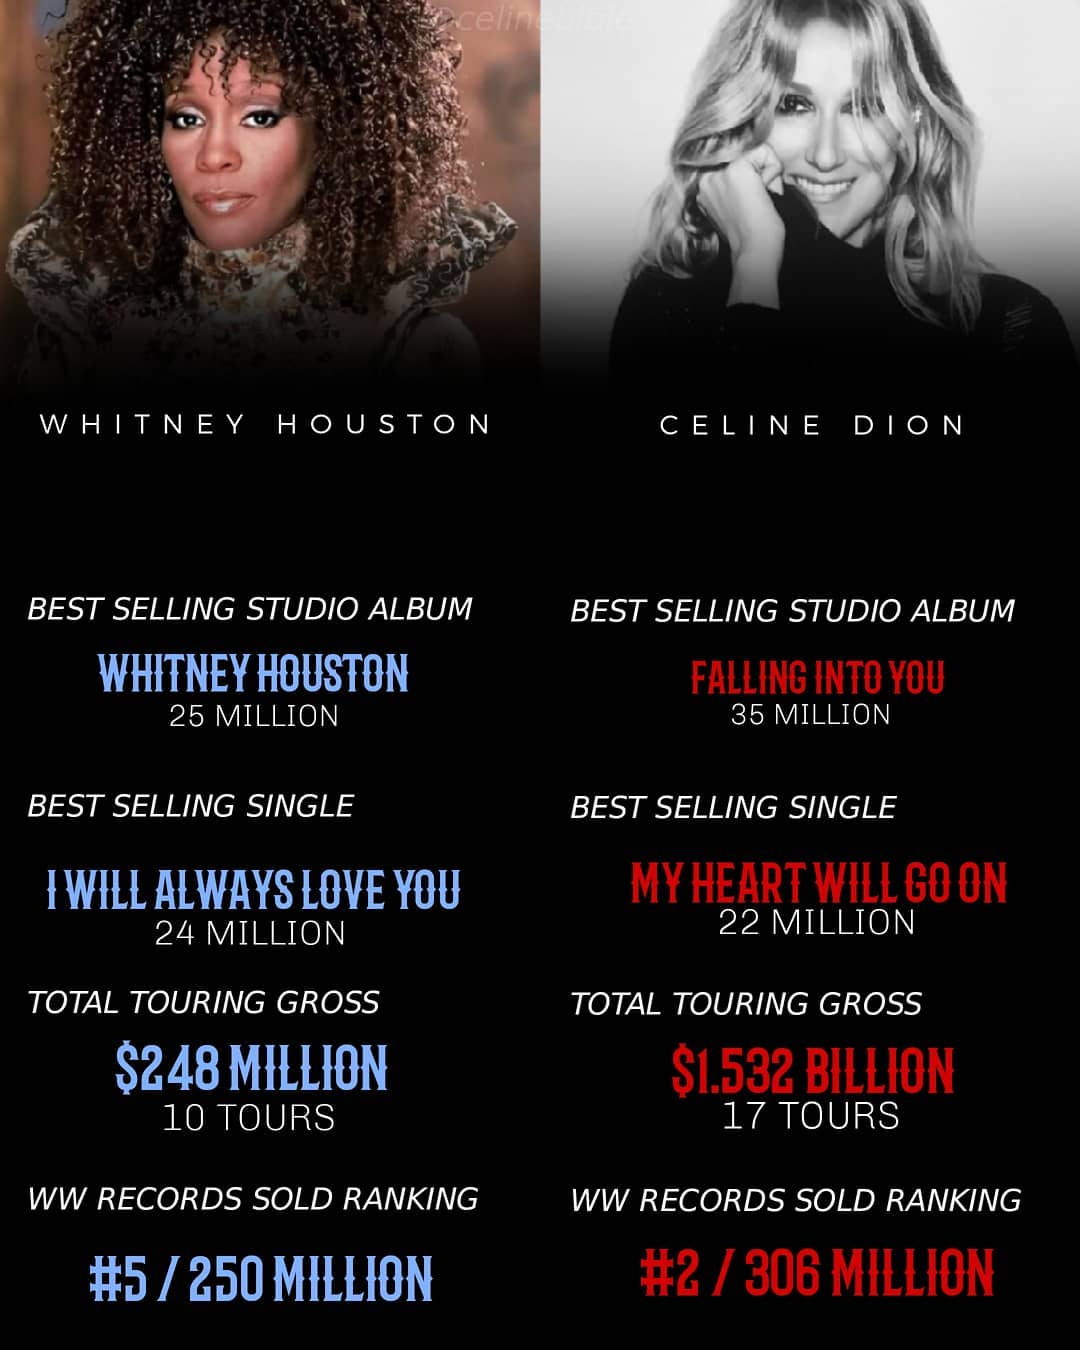 WHITNEY HOUSTON
BEST SELLING STUDIO ALBUM
WHITNEY HOUSTON
25 MILLION
BEST SELLING SINGLE
I WILL ALWAYS LOVE YOU
24 MILLION
TOTAL TOURING GROSS
$248 MILLION
10 TOURS
WW RECORDS SOLD RANKING
#5 / 250 MILLION
CELINE DION
BEST SELLING STUDIO ALBUM
FALLING INTO YOU
35 MILLION
BEST SELLING SINGLE
MY HEART WILL GO ON
22 MILLION
TOTAL TOURING GROSS
$1.532 BILLION
17 TOURS
WW RECORDS SOLD RANKING
#2 / 306 MILLION